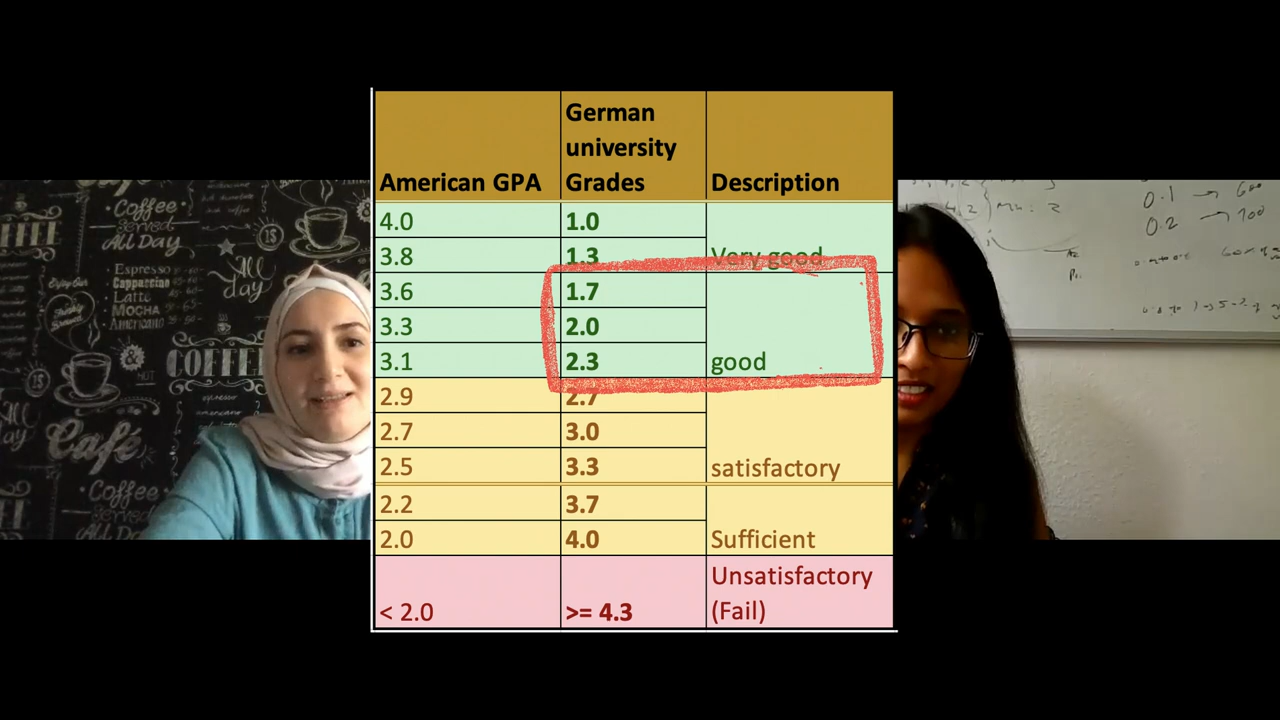 American GPA
German
university
Grades
Description
4.0
1.0
3.8
1.3
Very good
3.6
1.7
3.3
2.0
3.1
2.3
good
2.9
2.7
2.7
3.0
2.5
3.3
satisfactory
2.2
3.7
2.0
4.0
Sufficient
< 2.0
>= 4.3
Unsatisfactory
(Fail)
Coffee
Served
All Day
Espresso
Cappuccino
Latte
Mocha
Americano
All
day
15
&
COFFEE
Café
Coffee
0.1
0.2 → 700